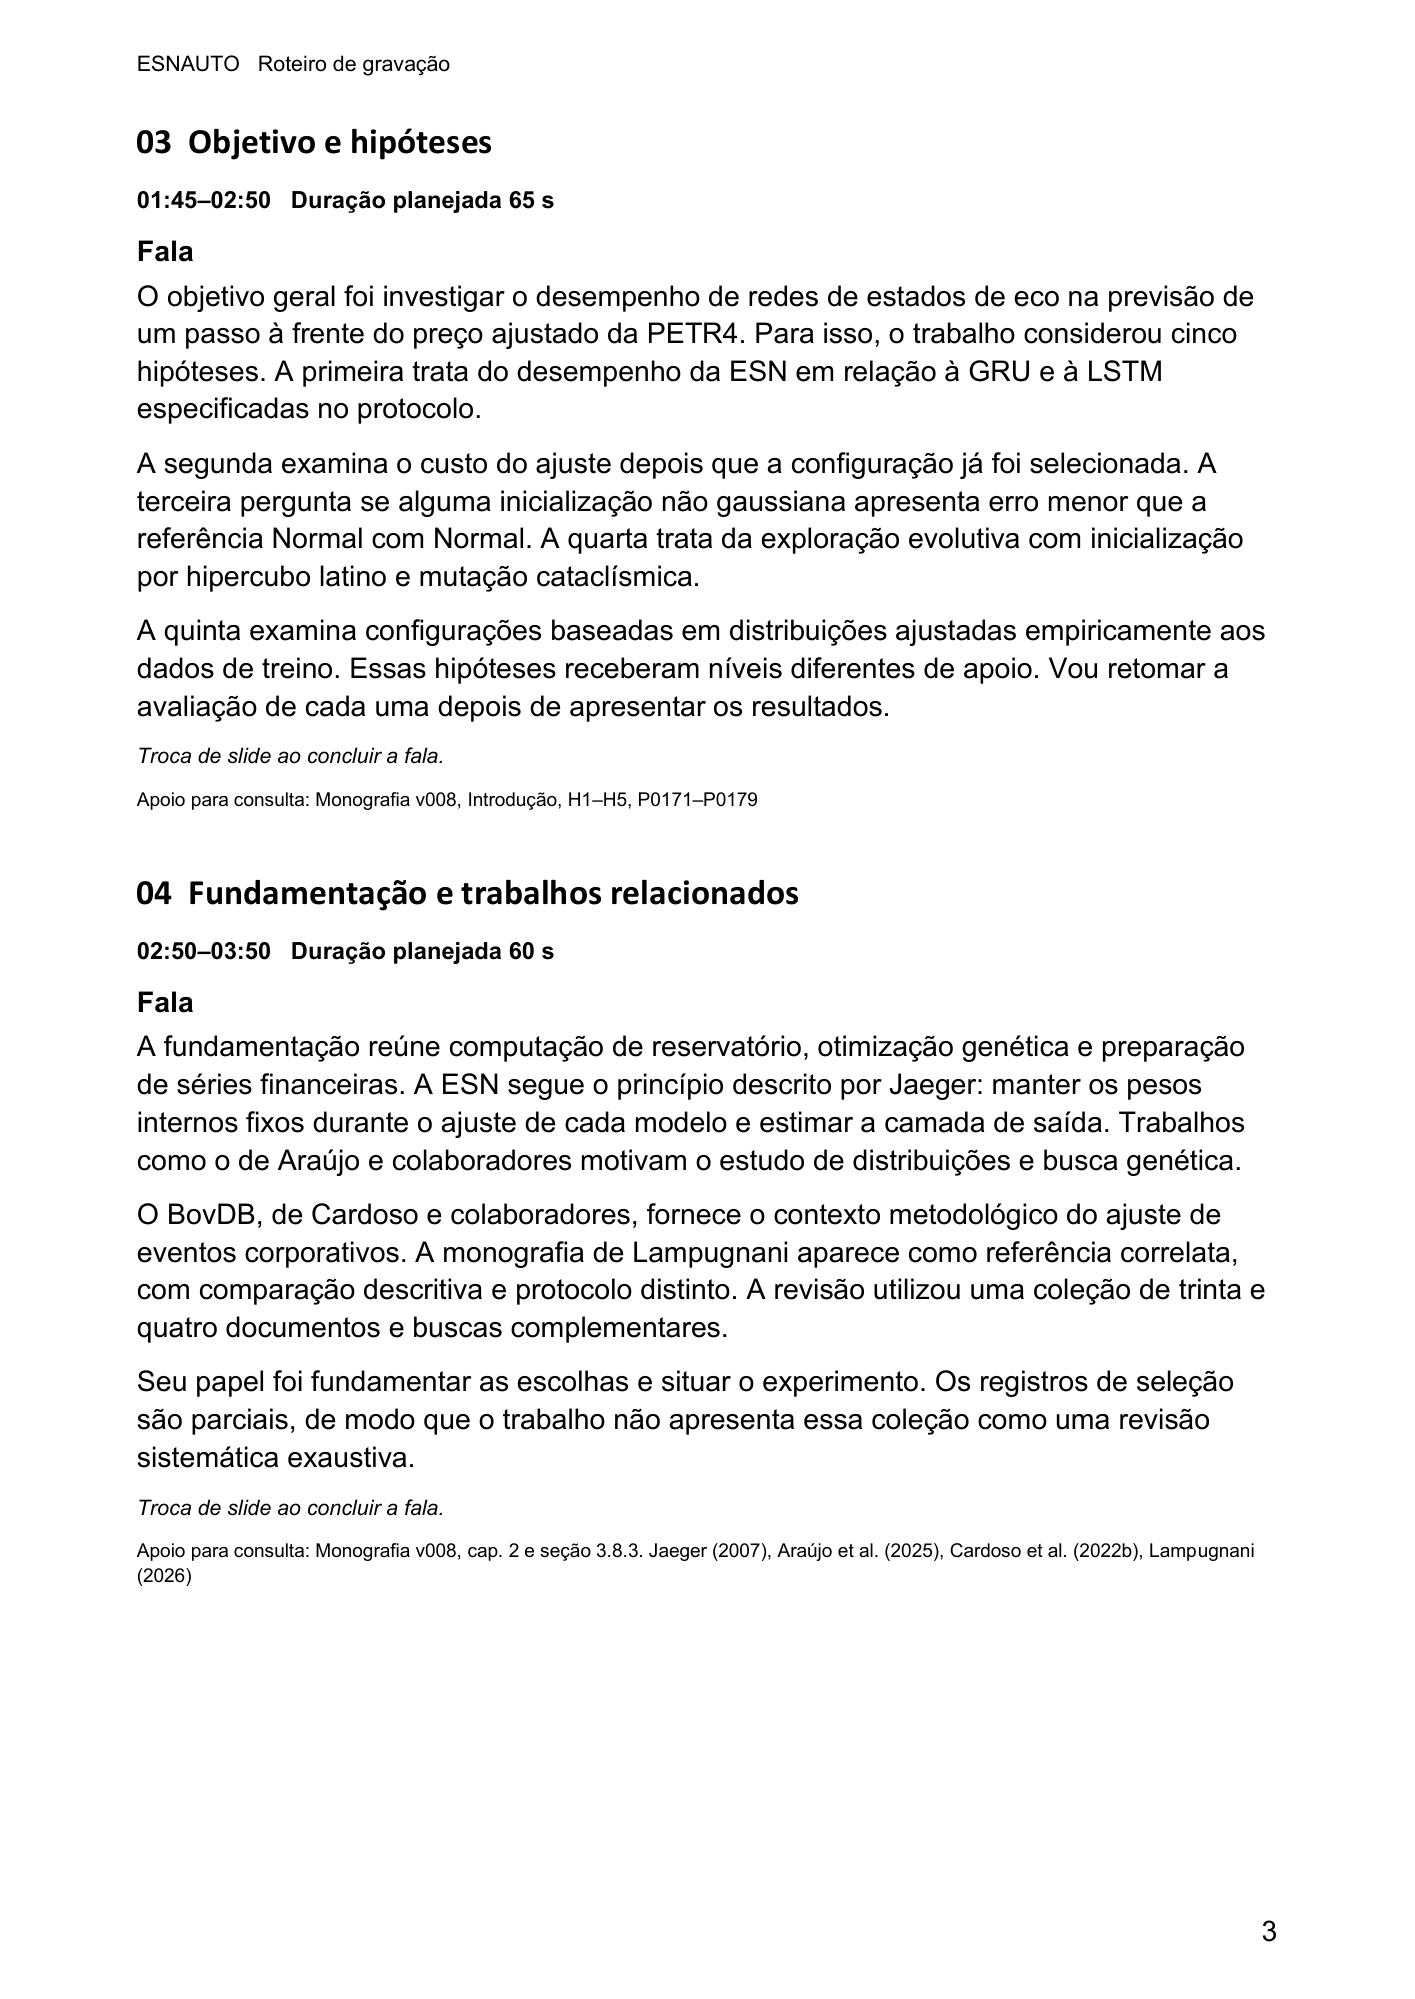 ESNAUTO   Roteiro de gravação
03  Objetivo e hipóteses
01:45–02:50   Duração planejada 65 s
Fala
O objetivo geral foi investigar o desempenho de redes de estados de eco na previsão de
um passo à frente do preço ajustado da PETR4. Para isso, o trabalho considerou cinco
hipóteses. A primeira trata do desempenho da ESN em relação à GRU e à LSTM
especificadas no protocolo.
A segunda examina o custo do ajuste depois que a configuração já foi selecionada. A
terceira pergunta se alguma inicialização não gaussiana apresenta erro menor que a
referência Normal com Normal. A quarta trata da exploração evolutiva com inicialização
por hipercubo latino e mutação cataclísmica.
A quinta examina configurações baseadas em distribuições ajustadas empiricamente aos
dados de treino. Essas hipóteses receberam níveis diferentes de apoio. Vou retomar a
avaliação de cada uma depois de apresentar os resultados.
Troca de slide ao concluir a fala.
Apoio para consulta: Monografia v008, Introdução, H1–H5, P0171–P0179
04  Fundamentação e trabalhos relacionados
02:50–03:50   Duração planejada 60 s
Fala
A fundamentação reúne computação de reservatório, otimização genética e preparação
de séries financeiras. A ESN segue o princípio descrito por Jaeger: manter os pesos
internos fixos durante o ajuste de cada modelo e estimar a camada de saída. Trabalhos
como o de Araújo e colaboradores motivam o estudo de distribuições e busca genética.
O BovDB, de Cardoso e colaboradores, fornece o contexto metodológico do ajuste de
eventos corporativos. A monografia de Lampugnani aparece como referência correlata,
com comparação descritiva e protocolo distinto. A revisão utilizou uma coleção de trinta e
quatro documentos e buscas complementares.
Seu papel foi fundamentar as escolhas e situar o experimento. Os registros de seleção
são parciais, de modo que o trabalho não apresenta essa coleção como uma revisão
sistemática exaustiva.
Troca de slide ao concluir a fala.
Apoio para consulta: Monografia v008, cap. 2 e seção 3.8.3. Jaeger (2007), Araújo et al. (2025), Cardoso et al. (2022b), Lampugnani
(2026)
3